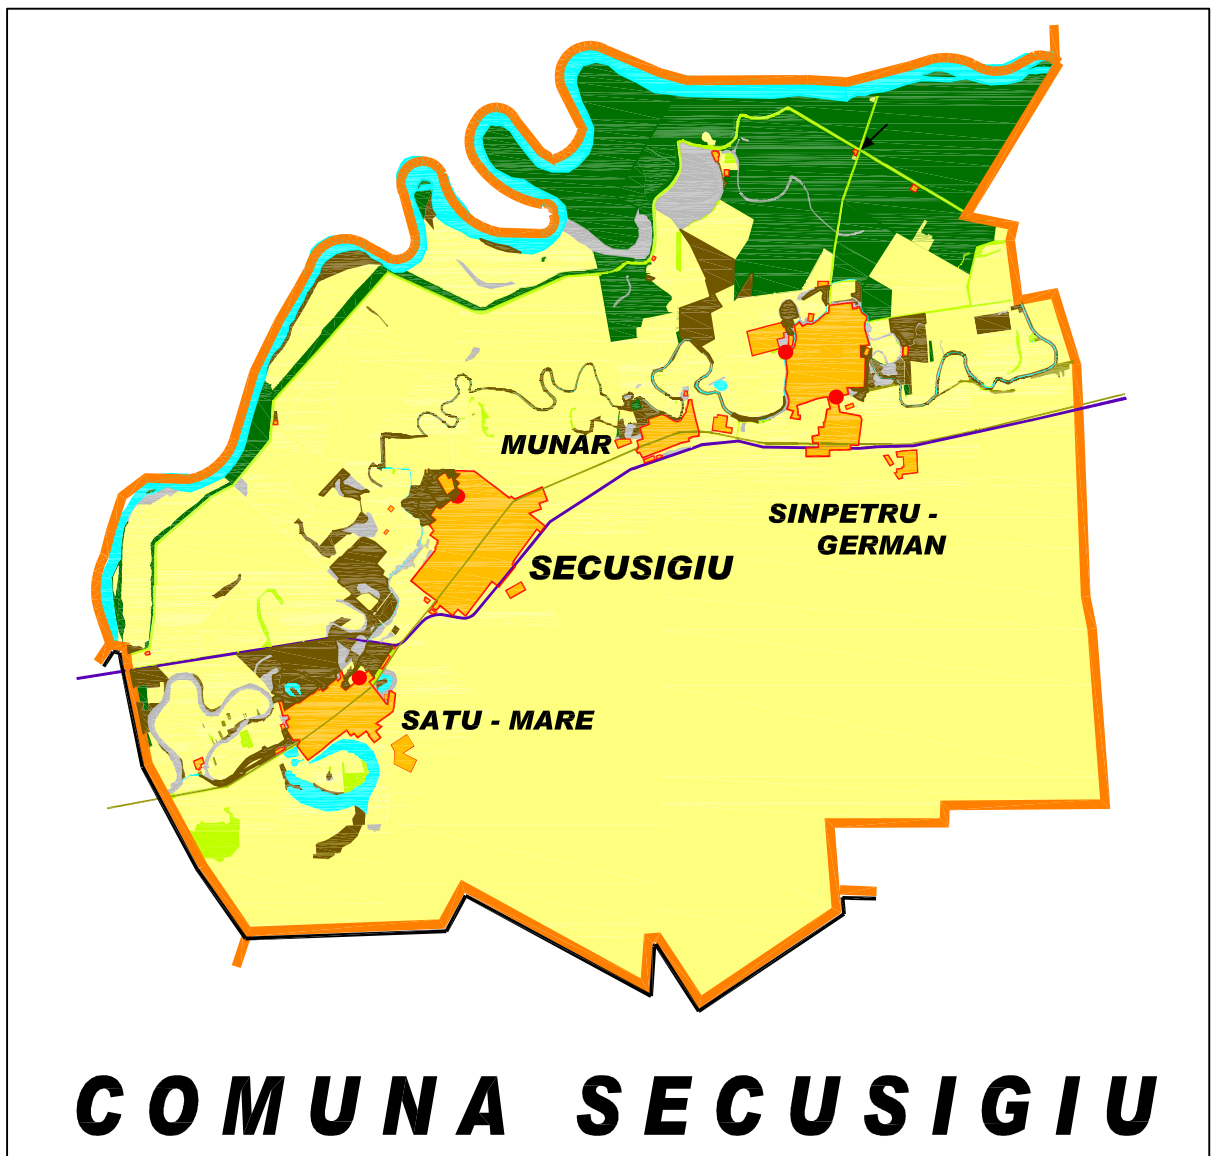 MUNAR
SINPETRU -
GERMAN
SECUSIGIU
SATU - MARE
COMUNA SECUSIGIU